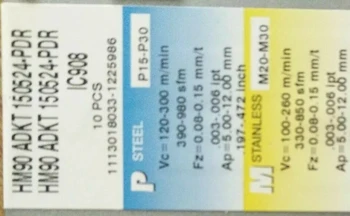 HM90 ADKT 150524-PDR
HM90 ADKT 150524-PDR
IC908
10 PCS
1113018033-1225986
P STEEL P15-P30
Vc=120-300 m/min
390-980 sfm
Fz=0.08-0.15 mm/t
.003-.006 ipt
Ap=5.00-12.00 mm
.197-.472 inch
M STAINLESS M20-M30
Vc=100-260 m/min
330-850 sfm
Fz=0.08-0.15 mm/t
.003-.006 ipt
Ap=5.00-12.00 mm